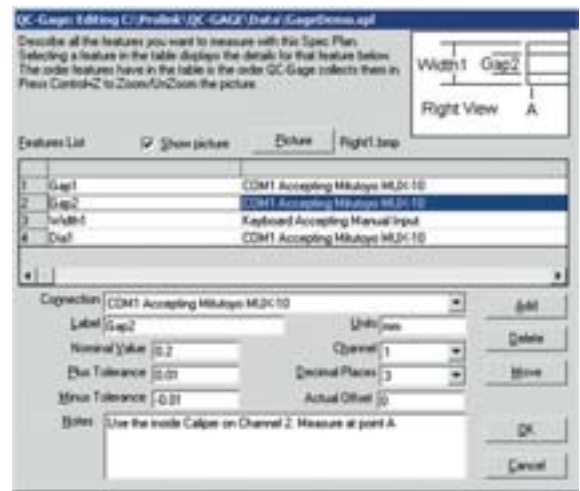 QC-Gage: Editing C:\Prolink\QC-GAGE\Data\GageDemo.spl
Describe all the features you want to measure with this Spec Plan.
Selecting a feature in the table displays the details for that feature below.
The order features have in the table is the order QC-Gage collects them in.
Press Control+Z to Zoom/UnZoom the picture.
Width1 Gap2
Right View A
Features List Show picture Picture Right1.bmp
1 Gap1 COM1 Accepting Mitutoyo MUX-10
2 Gap2 COM1 Accepting Mitutoyo MUX-10
3 Width1 Keyboard Accepting Manual Input
4 Dia1 COM1 Accepting Mitutoyo MUX-10
Connection COM1 Accepting Mitutoyo MUX-10 Add
Label Gap2 Units mm
Delete
Nominal Value 0.2 Channel 1
Plus Tolerance 0.01 Decimal Places 3 Move
Minus Tolerance -0.01 Actual Offset 0
Notes Use the inside Caliper on Channel 2. Measure at point A.
OK
Cancel